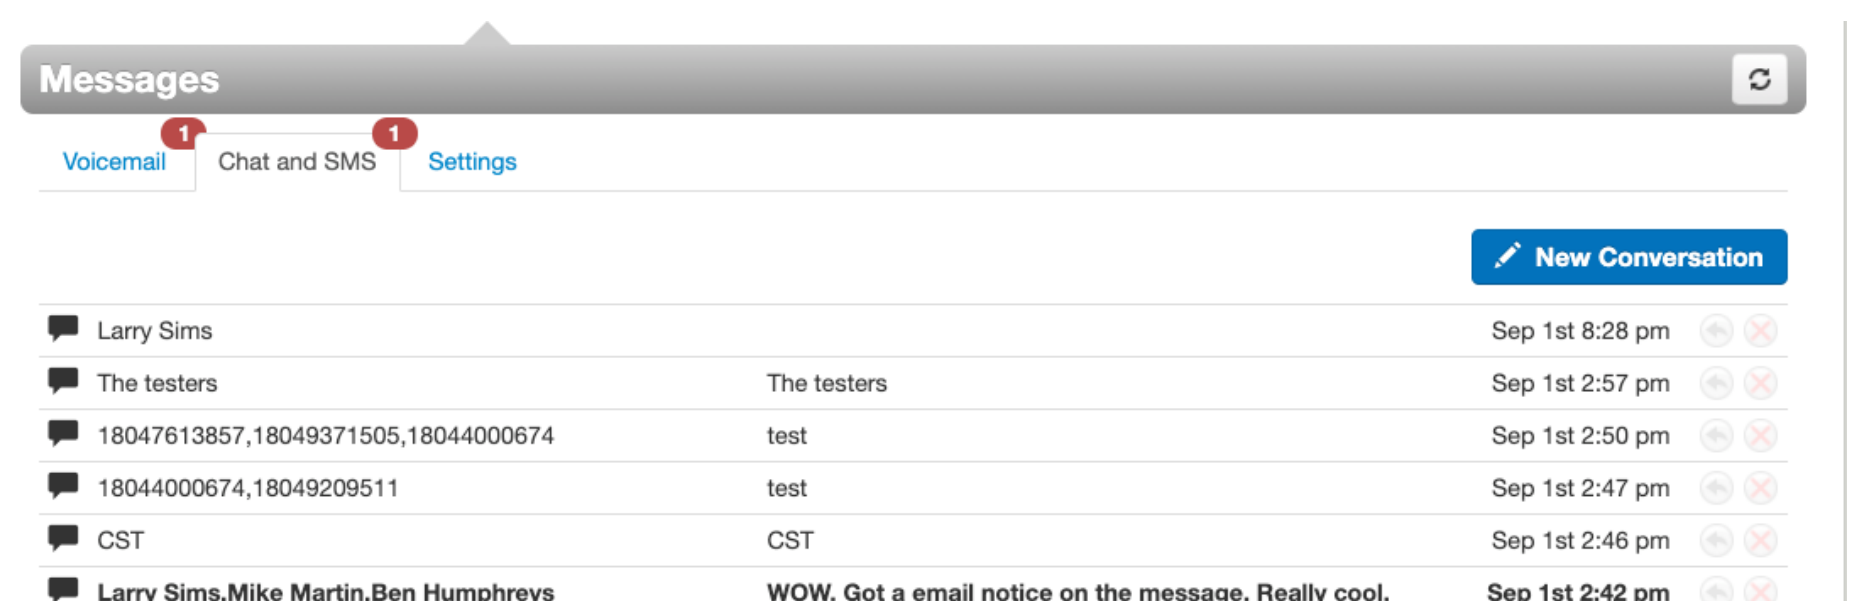 Messages
1 1
Voicemail Chat and SMS Settings
New Conversation
Larry Sims Sep 1st 8:28 pm
The testers The testers Sep 1st 2:57 pm
18047613857,18049371505,18044000674 test Sep 1st 2:50 pm
18044000674,18049209511 test Sep 1st 2:47 pm
CST CST Sep 1st 2:46 pm
Larry Sims,Mike Martin,Ben Humphreys WOW. Got a email notice on the message. Really cool. Sep 1st 2:42 pm